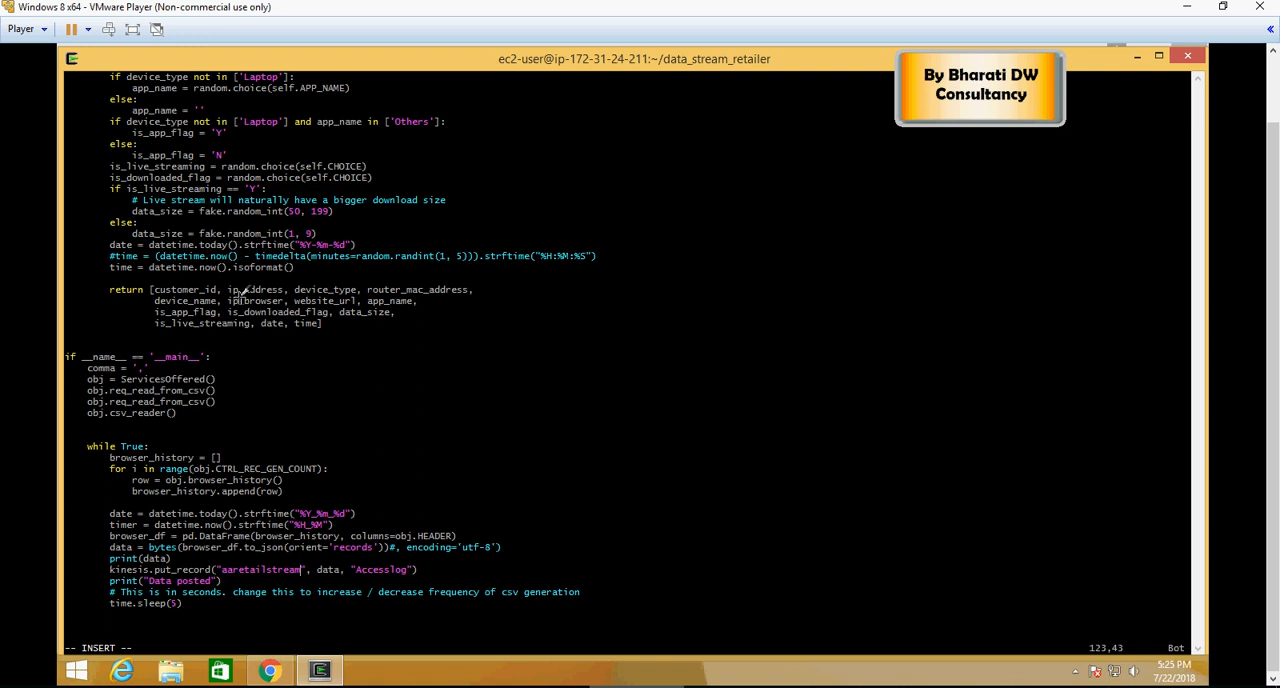 Windows 8 x64 - VMware Player (Non-commercial use only)
Player
ec2-user@ip-172-31-24-211:~/data_stream_retailer
By Bharati DW
Consultancy
if device_type not in ['Laptop']:
app_name = random.choice(self.APP_NAME)
else:
app_name = ''
if device_type not in ['Laptop'] and app_name in ['Others']:
is_app_flag = 'Y'
else:
is_app_flag = 'N'
is_live_streaming = random.choice(self.CHOICE)
is_downloaded_flag = random.choice(self.CHOICE)
if is_live_streaming == 'Y':
# Live stream will naturally have a bigger download size
data_size = fake.random_int(50, 199)
else:
data_size = fake.random_int(1, 9)
date = datetime.today().strftime("%Y-%m-%d")
#time = (datetime.now() - timedelta(minutes=random.randint(1, 5))).strftime("%H:%M:%S")
time = datetime.now().isoformat()
return [customer_id, ip_address, device_type, router_mac_address,
device_name, browser, website_url, app_name,
is_app_flag, is_downloaded_flag, data_size,
is_live_streaming, date, time]
if __name__ == '__main__':
comma = ','
obj = ServicesOffered()
obj.req_read_from_csv()
obj.req_read_from_csv()
obj.csv_reader()
while True:
browser_history = []
for i in range(obj.CTRL_REC_GEN_COUNT):
row = obj.browser_history()
browser_history.append(row)
date = datetime.today().strftime("%Y_%m_%d")
timer = datetime.now().strftime("%H_%M")
browser_df = pd.DataFrame(browser_history, columns=obj.HEADER)
data = bytes(browser_df.to_json(orient='records'))#, encoding='utf-8')
print(data)
kinesis.put_record("aaretailstream", data, "Accesslog")
print("Data posted")
# This is in seconds. change this to increase / decrease frequency of csv generation
time.sleep(5)
-- INSERT --
123,43
Bot
5:25 PM
7/22/2018